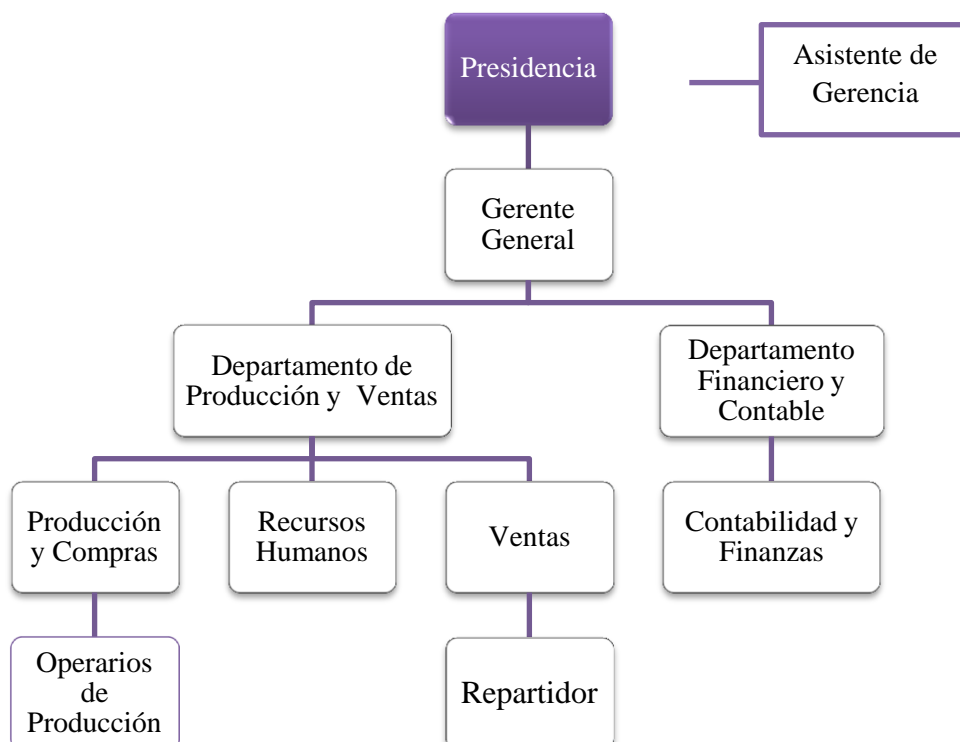 Presidencia
Asistente de
Gerencia
Gerente
General
Departamento de
Producción y Ventas
Departamento
Financiero y
Contable
Producción
y Compras
Recursos
Humanos
Ventas
Contabilidad y
Finanzas
Operarios
de
Producción
Repartidor